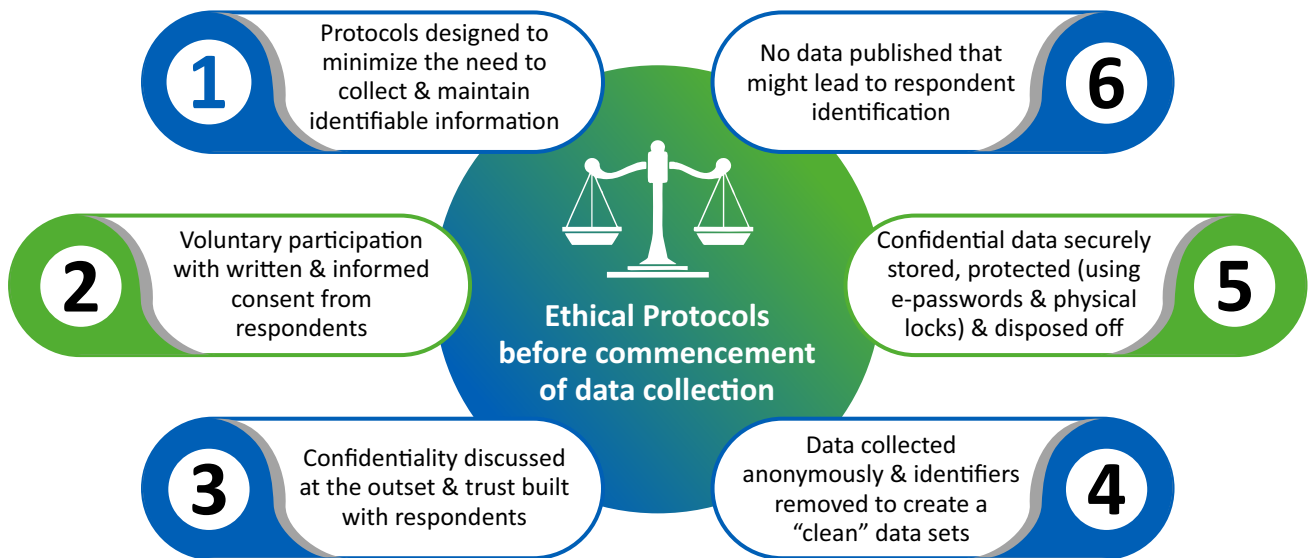 1
Protocols designed to
minimize the need to
collect & maintain
identifiable information
2
Voluntary participation
with written & informed
consent from
respondents
3
Confidentiality discussed
at the outset & trust built
with respondents
Ethical Protocols
before commencement
of data collection
Data collected
anonymously & identifiers
removed to create a
“clean” data sets
4
Confidential data securely
stored, protected (using
e-passwords & physical
locks) & disposed off
5
No data published that
might lead to respondent
identification
6